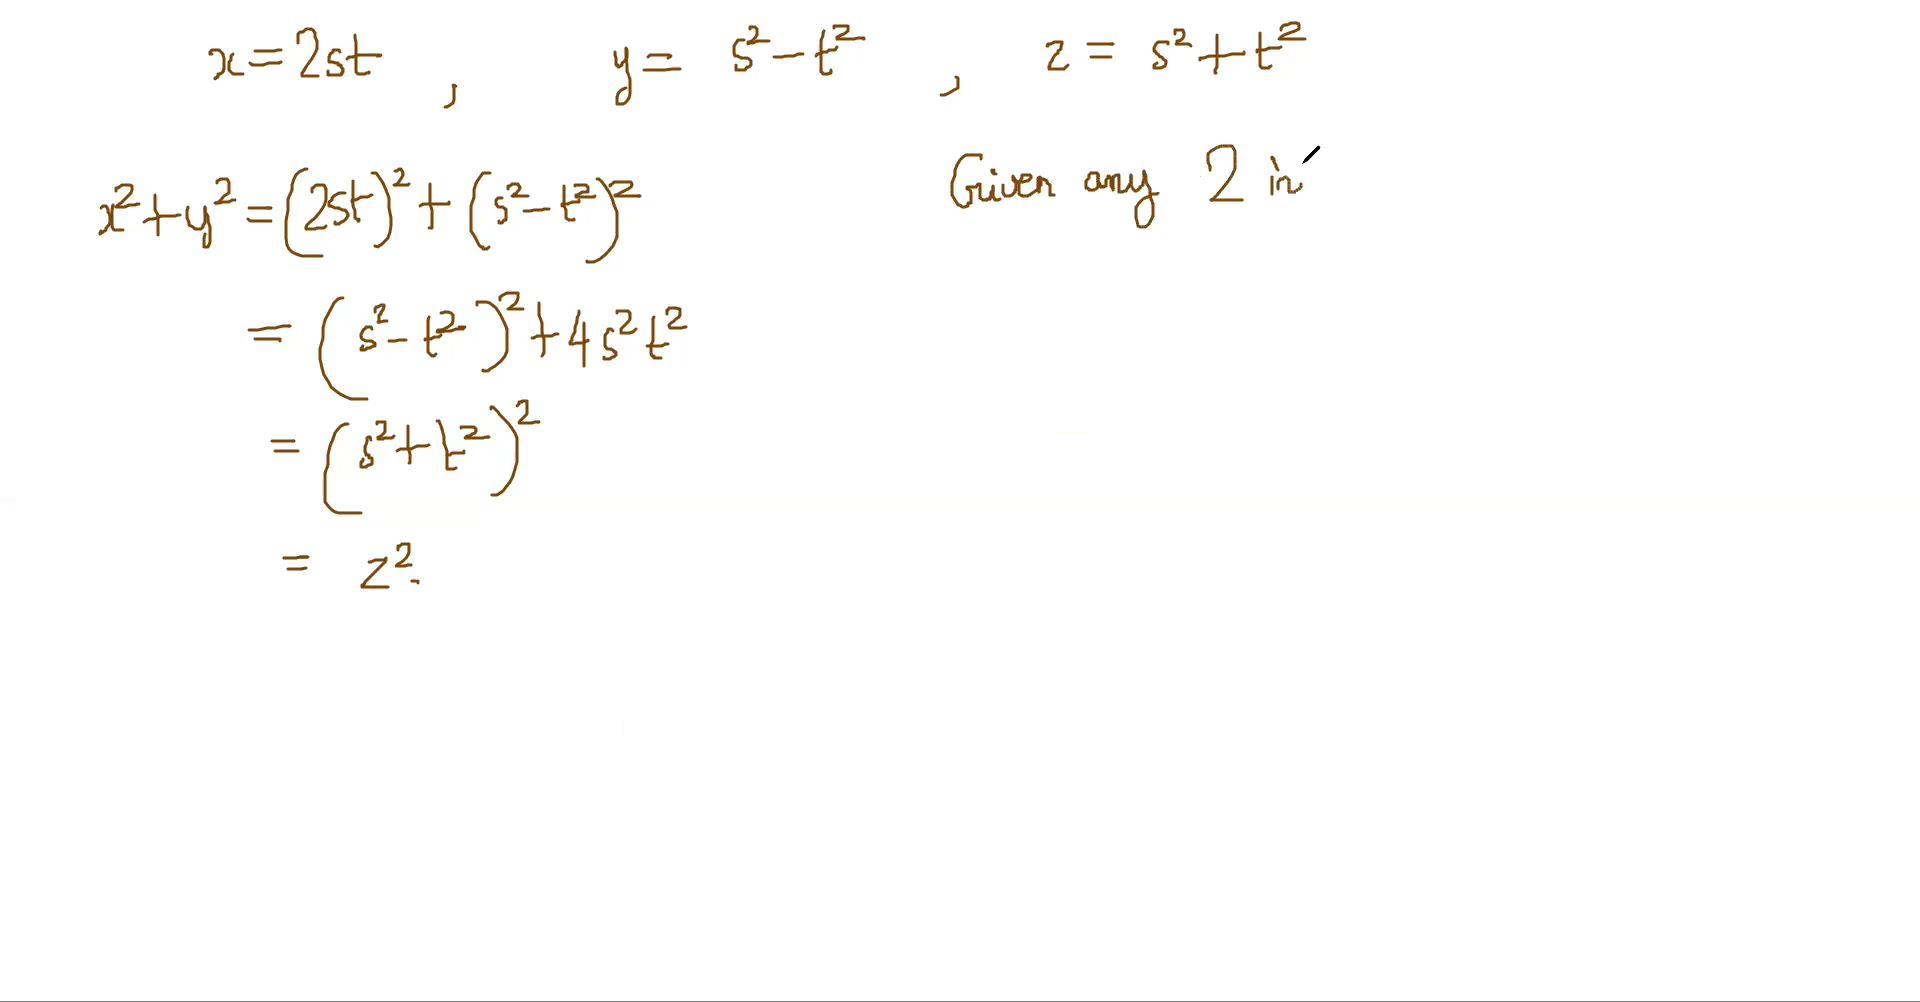 x = 2st , y = s² - t² , z = s² + t²
x² + y² = (2st)² + (s² - t²)²
Given any 2 in
= (s² - t²)² + 4s²t²
= (s² + t²)²
= z².